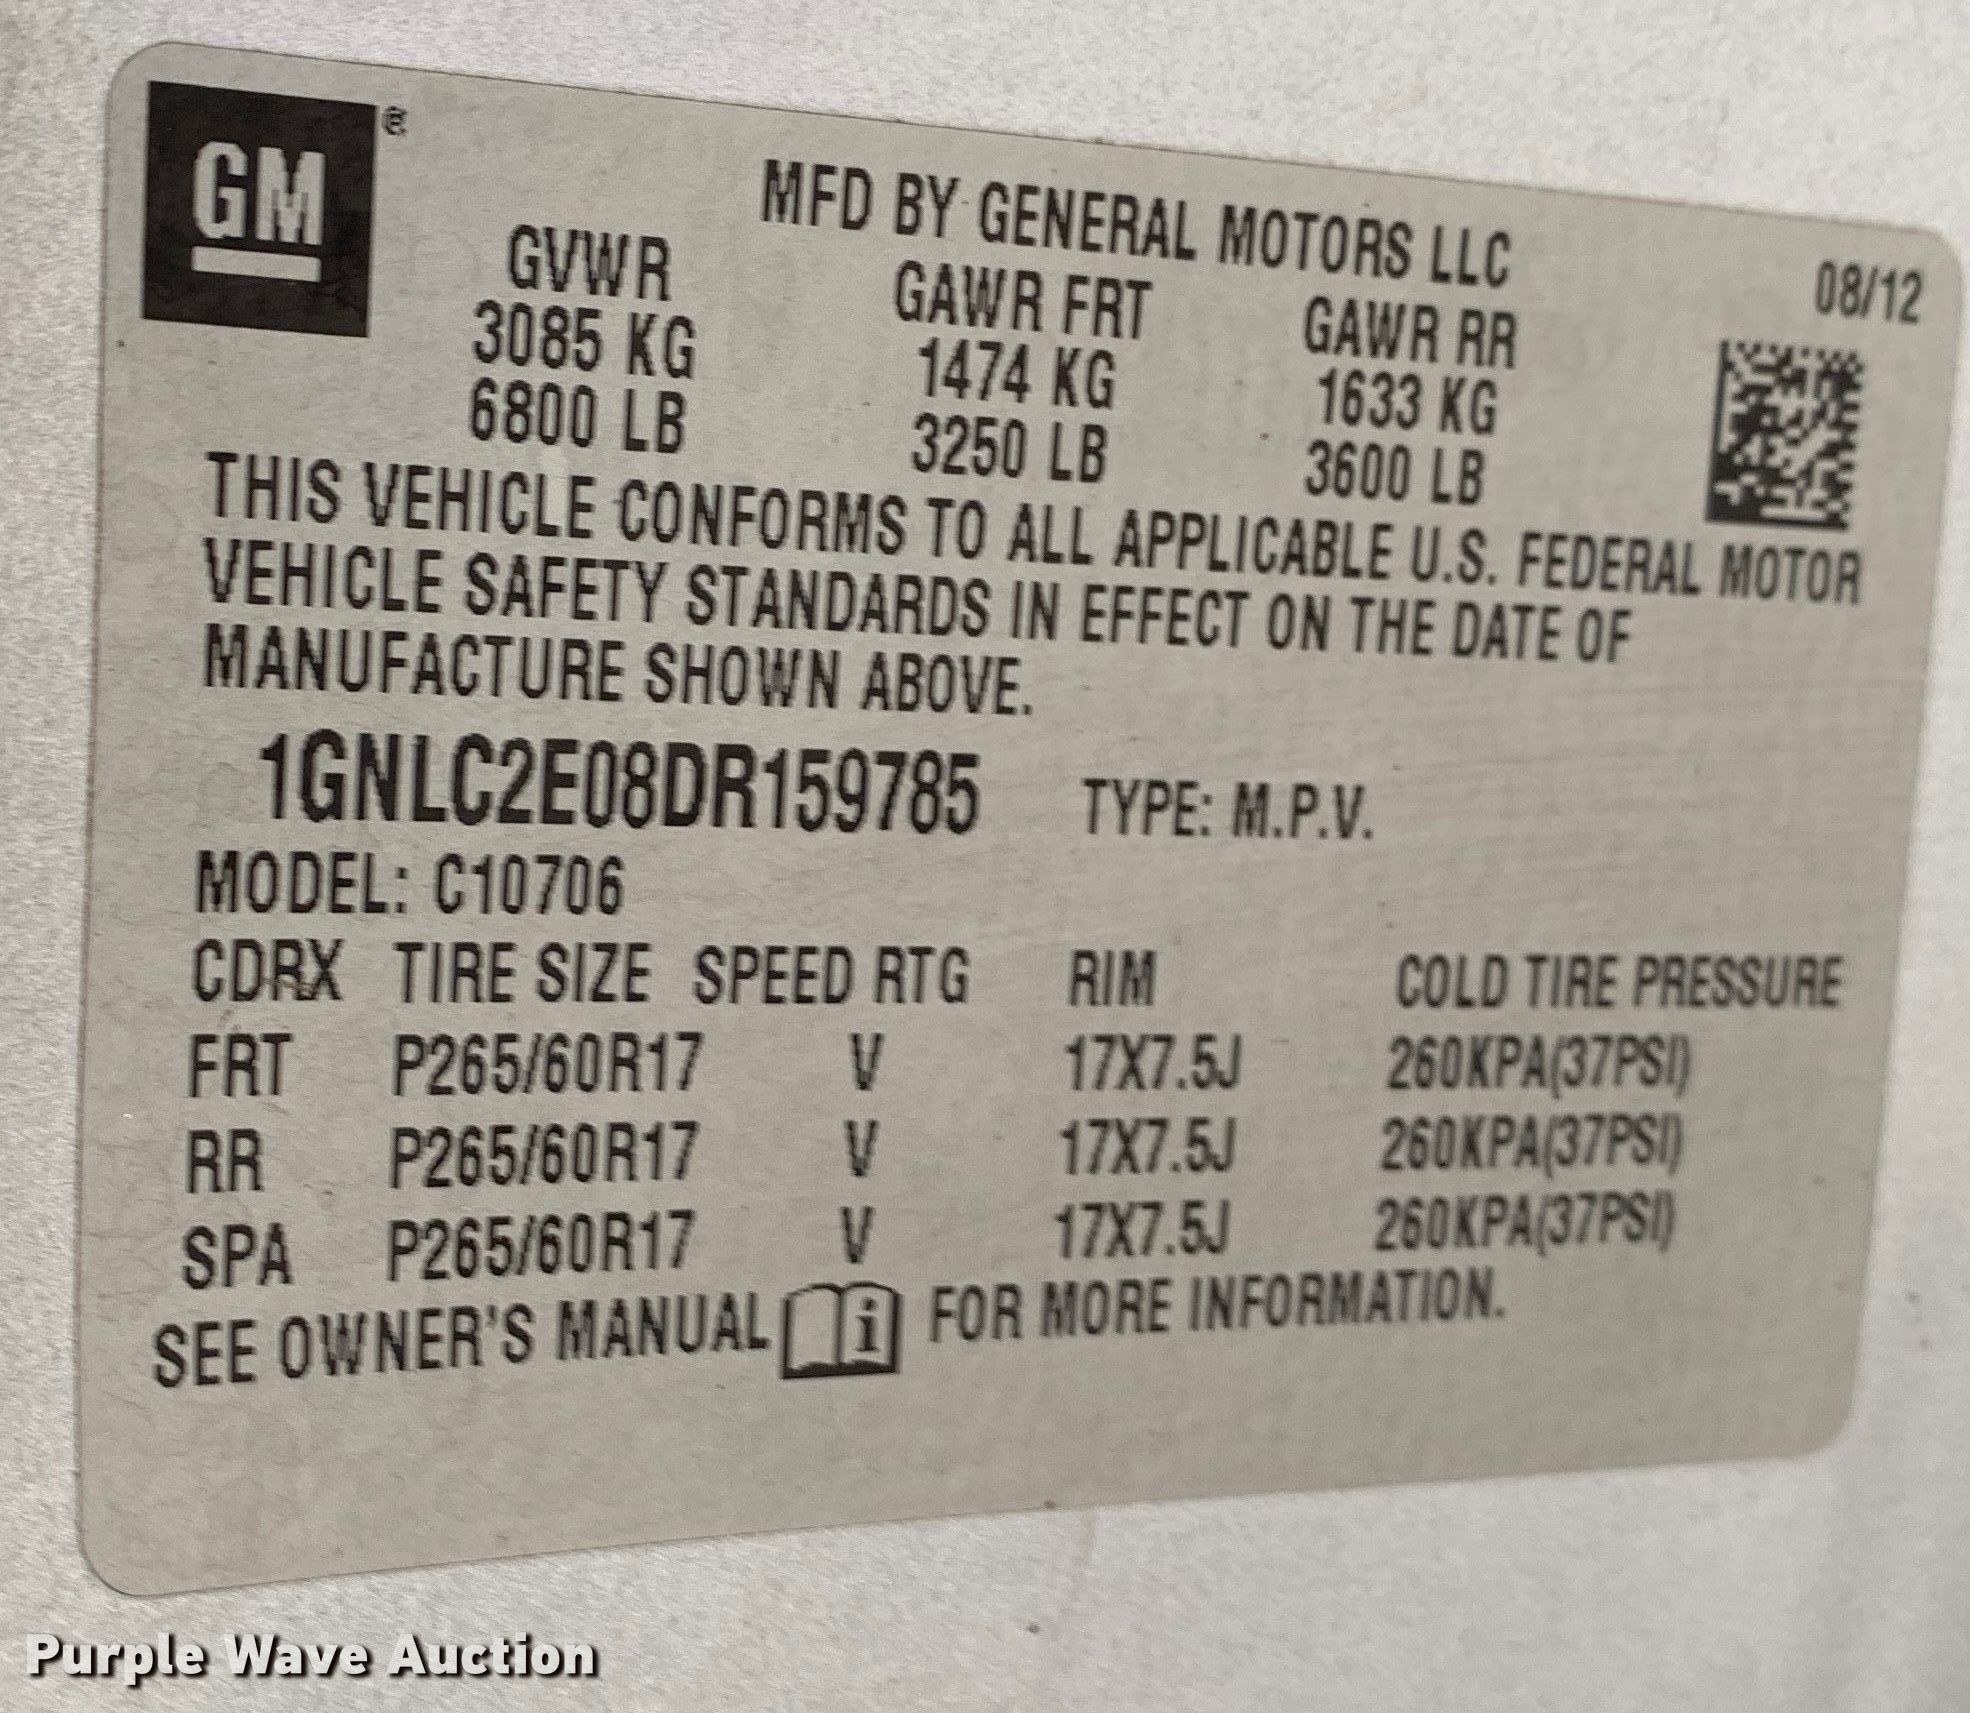 GM®
MFD BY GENERAL MOTORS LLC
08/12
GVWR GAWR FRT GAWR RR
3085 KG 1474 KG 1633 KG
6800 LB 3250 LB 3600 LB
THIS VEHICLE CONFORMS TO ALL APPLICABLE U.S. FEDERAL MOTOR
VEHICLE SAFETY STANDARDS IN EFFECT ON THE DATE OF
MANUFACTURE SHOWN ABOVE.
1GNLC2E08DR159785 TYPE: M.P.V.
MODEL: C10706
CDRX TIRE SIZE SPEED RTG RIM COLD TIRE PRESSURE
FRT P265/60R17 V 17X7.5J 260KPA(37PSI)
RR P265/60R17 V 17X7.5J 260KPA(37PSI)
SPA P265/60R17 V 17X7.5J 260KPA(37PSI)
SEE OWNER'S MANUAL i FOR MORE INFORMATION.
Purple Wave Auction